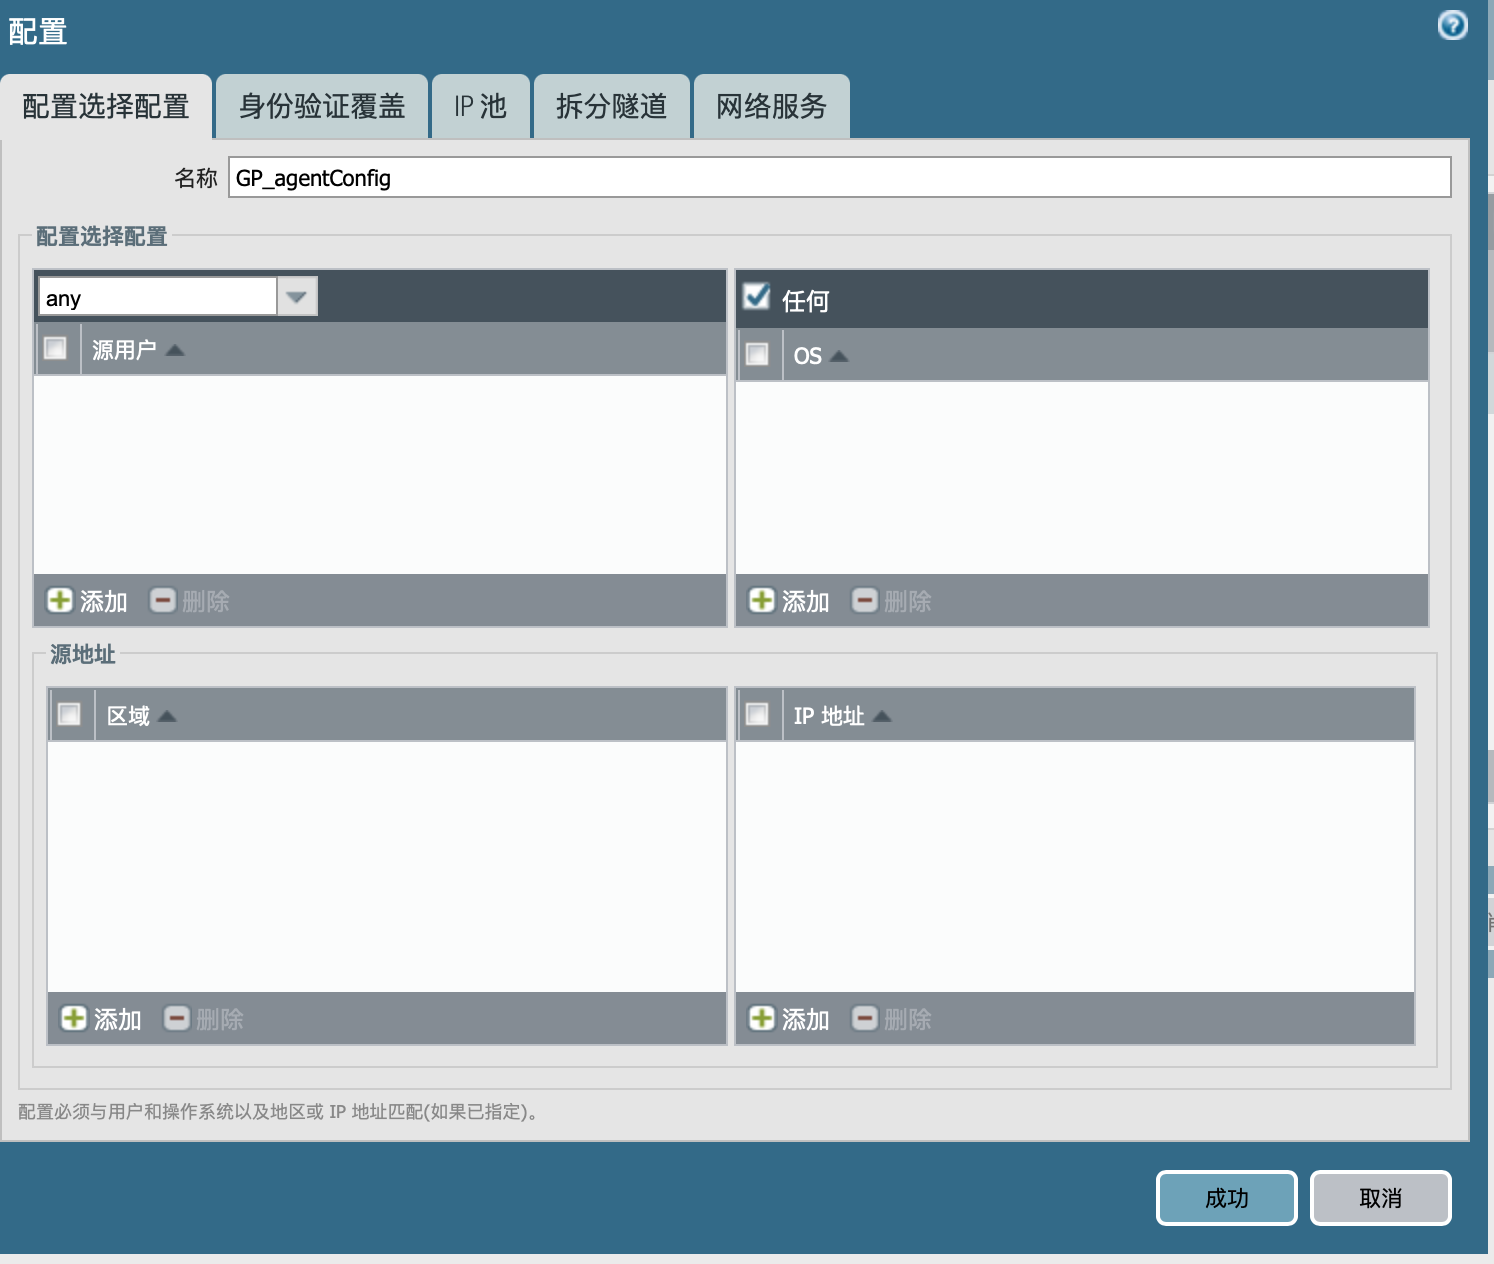 配置
配置选择配置 身份验证覆盖 IP 池 拆分隧道 网络服务
名称 GP_agentConfig
配置选择配置
any
源用户
添加 删除
任何
OS
添加 删除
源地址
区域
添加 删除
IP 地址
添加 删除
配置必须与用户和操作系统以及地区或 IP 地址匹配(如果已指定)。
成功 取消